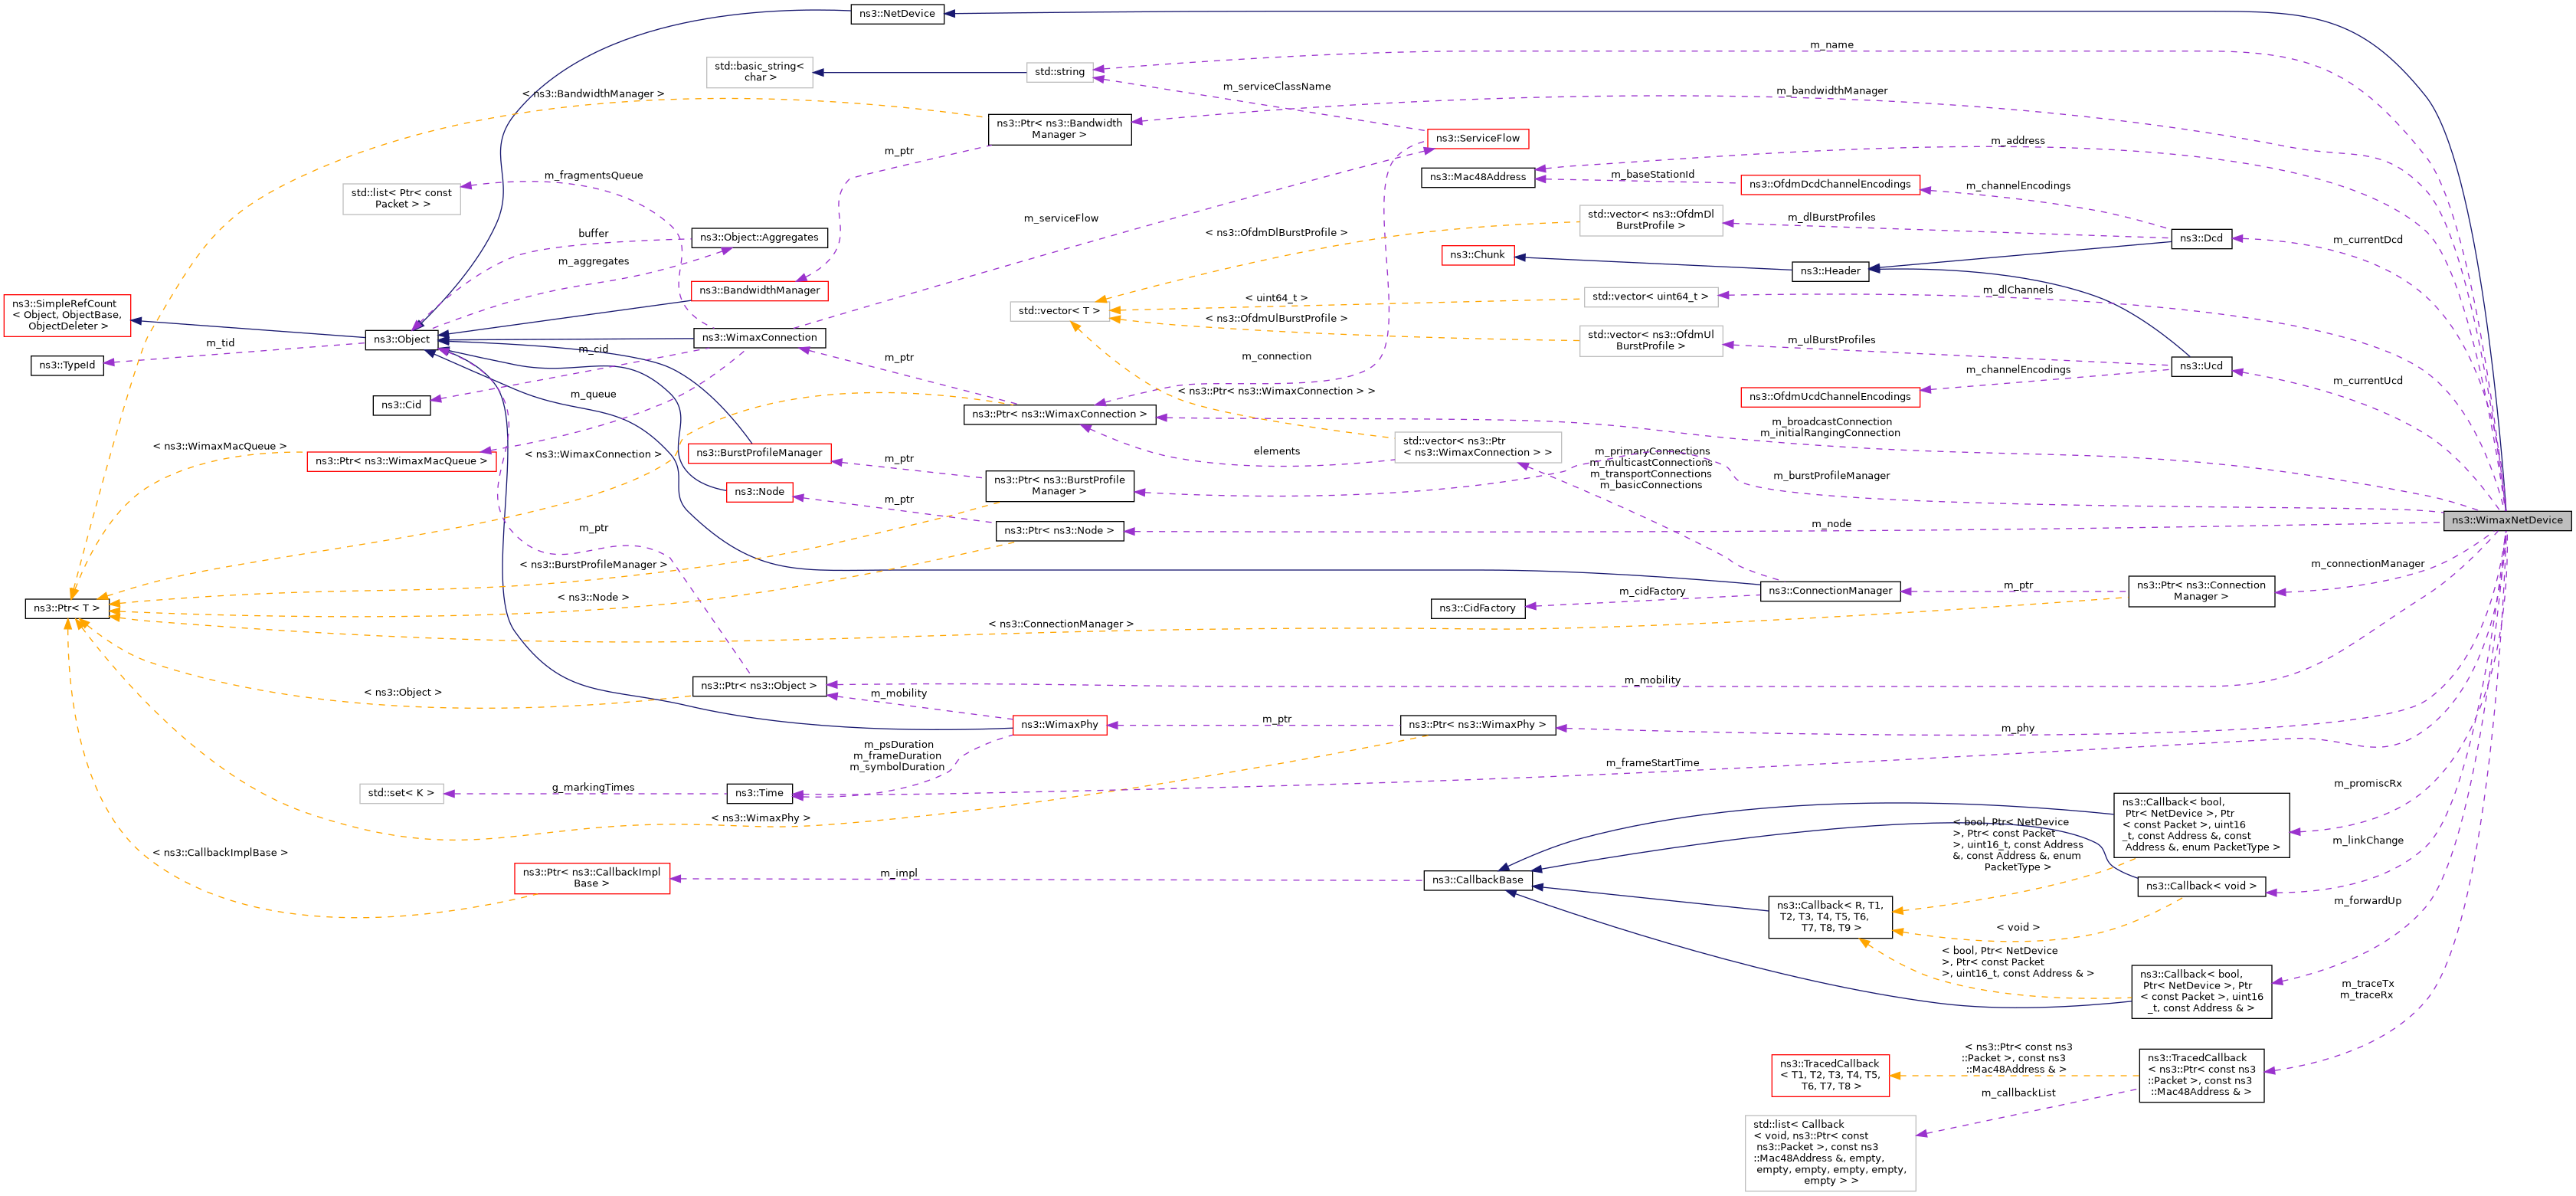 ns3::NetDevice
m_name
std::basic_string<
char >
std::string
m_serviceClassName
< ns3::BandwidthManager >
m_bandwidthManager
ns3::Ptr< ns3::Bandwidth
Manager >
ns3::ServiceFlow
m_address
m_ptr
ns3::Mac48Address
m_baseStationId
ns3::OfdmDcdChannelEncodings
m_channelEncodings
m_fragmentsQueue
std::list< Ptr< const
Packet > >
m_serviceFlow
std::vector< ns3::OfdmDl
BurstProfile >
m_dlBurstProfiles
buffer
ns3::Object::Aggregates
< ns3::OfdmDlBurstProfile >
ns3::Dcd
m_currentDcd
m_aggregates
ns3::Chunk
ns3::Header
ns3::BandwidthManager
< uint64_t >
std::vector< uint64_t >
m_dlChannels
ns3::SimpleRefCount
< Object, ObjectBase,
ObjectDeleter >
std::vector< T >
< ns3::OfdmUlBurstProfile >
ns3::Object
ns3::WimaxConnection
std::vector< ns3::OfdmUl
BurstProfile >
m_ulBurstProfiles
m_tid
m_cid
m_ptr
m_connection
ns3::TypeId
ns3::Ucd
m_channelEncodings
m_currentUcd
m_queue
< ns3::Ptr< ns3::WimaxConnection > >
ns3::OfdmUcdChannelEncodings
ns3::Cid
ns3::Ptr< ns3::WimaxConnection >
m_broadcastConnection
m_initialRangingConnection
< ns3::WimaxMacQueue >
ns3::Ptr< ns3::WimaxMacQueue >
< ns3::WimaxConnection >
ns3::BurstProfileManager
m_ptr
elements
std::vector< ns3::Ptr
< ns3::WimaxConnection > >
m_primaryConnections
m_multicastConnections
m_transportConnections
m_basicConnections
m_burstProfileManager
ns3::Ptr< ns3::BurstProfile
Manager >
ns3::Node
m_ptr
m_ptr
ns3::Ptr< ns3::Node >
m_node
ns3::WimaxNetDevice
< ns3::BurstProfileManager >
m_connectionManager
< ns3::Node >
ns3::Ptr< T >
ns3::CidFactory
m_cidFactory
ns3::ConnectionManager
m_ptr
ns3::Ptr< ns3::Connection
Manager >
< ns3::ConnectionManager >
< ns3::Object >
ns3::Ptr< ns3::Object >
m_mobility
m_mobility
ns3::WimaxPhy
m_ptr
ns3::Ptr< ns3::WimaxPhy >
m_phy
m_psDuration
m_frameDuration
m_symbolDuration
m_frameStartTime
std::set< K >
g_markingTimes
ns3::Time
m_promiscRx
< ns3::WimaxPhy >
ns3::Callback< bool,
Ptr< NetDevice >, Ptr
< const Packet >, uint16
_t, const Address &, const
Address &, enum PacketType >
< bool, Ptr< NetDevice
>, Ptr< const Packet
>, uint16_t, const Address
&, const Address &, enum
PacketType >
m_linkChange
< ns3::CallbackImplBase >
ns3::Ptr< ns3::CallbackImpl
Base >
m_impl
ns3::CallbackBase
ns3::Callback< void >
ns3::Callback< R, T1,
T2, T3, T4, T5, T6,
T7, T8, T9 >
m_forwardUp
< void >
< bool, Ptr< NetDevice
>, Ptr< const Packet
>, uint16_t, const Address & >
ns3::Callback< bool,
Ptr< NetDevice >, Ptr
< const Packet >, uint16
_t, const Address & >
m_traceTx
m_traceRx
ns3::TracedCallback
< T1, T2, T3, T4, T5,
T6, T7, T8 >
< ns3::Ptr< const ns3
::Packet >, const ns3
::Mac48Address & >
ns3::TracedCallback
< ns3::Ptr< const ns3
::Packet >, const ns3
::Mac48Address & >
m_callbackList
std::list< Callback
< void, ns3::Ptr< const
ns3::Packet >, const ns3
::Mac48Address &, empty,
empty, empty, empty, empty,
empty > >